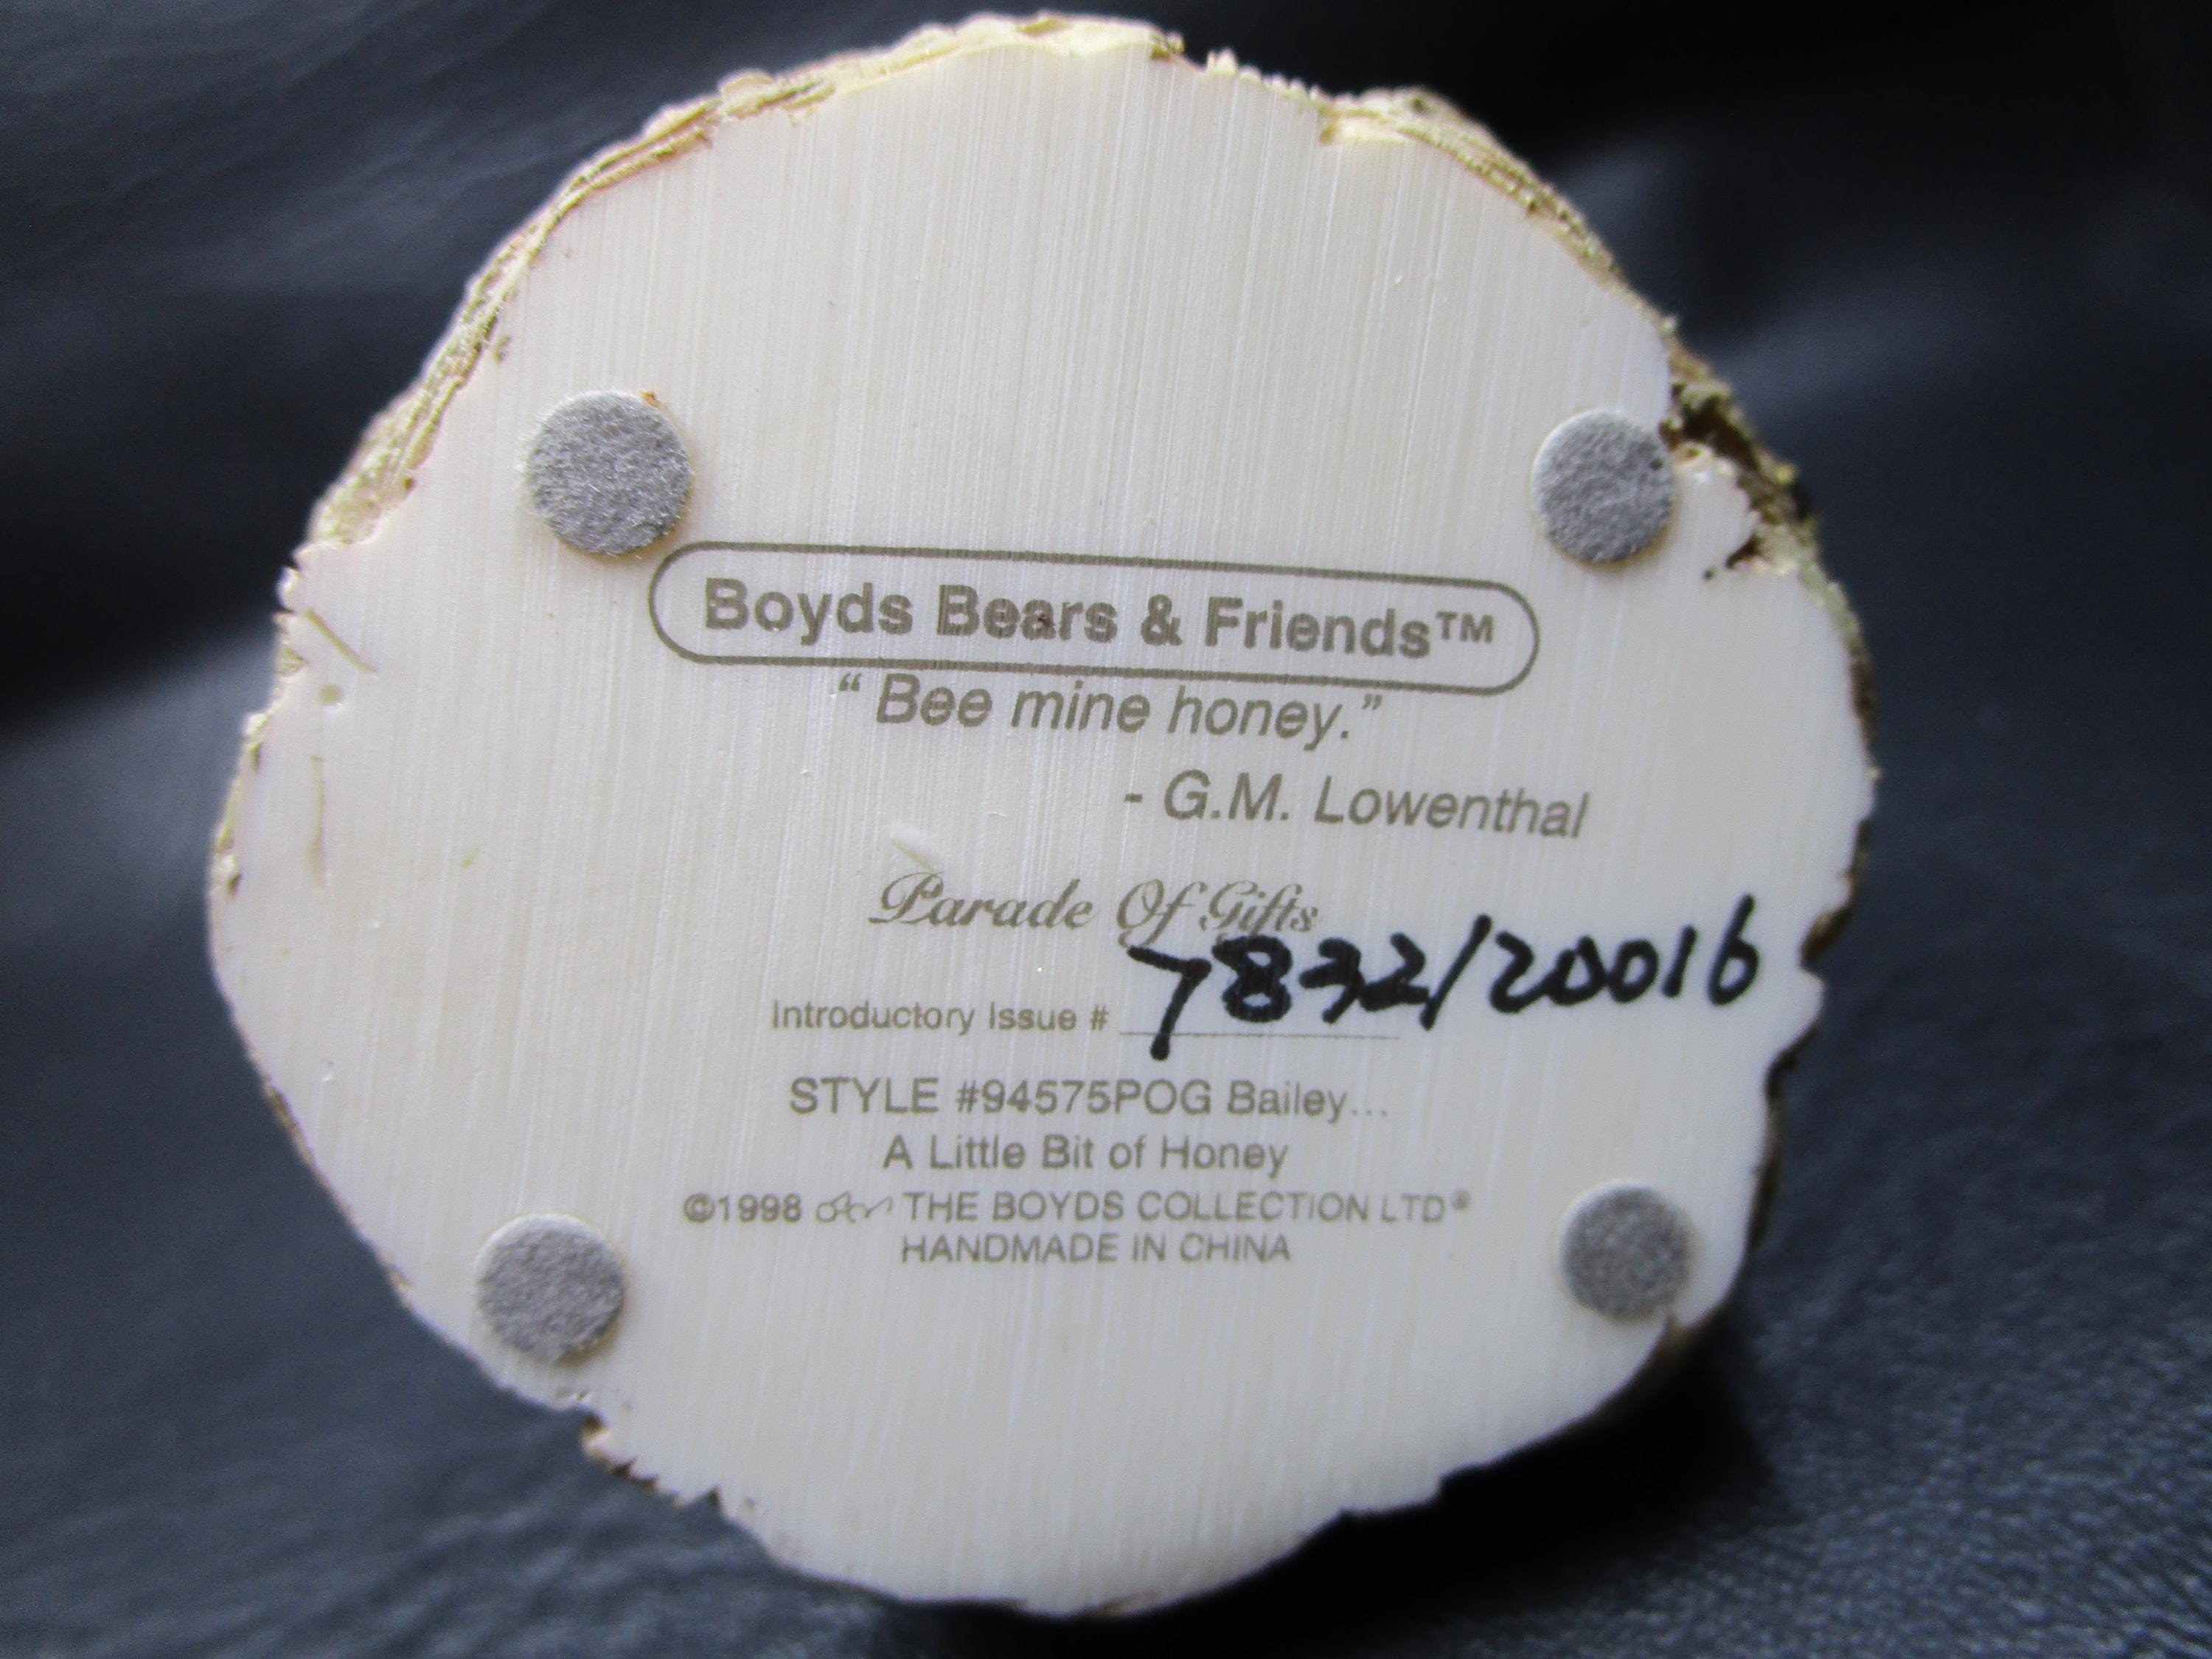 Boyds Bears & Friends™
“Bee mine honey.”
- G.M. Lowenthal
Parade Of Gifts
Introductory Issue # 7832/20016
STYLE #94575POG Bailey...
A Little Bit of Honey
©1998 THE BOYDS COLLECTION LTD®
HANDMADE IN CHINA